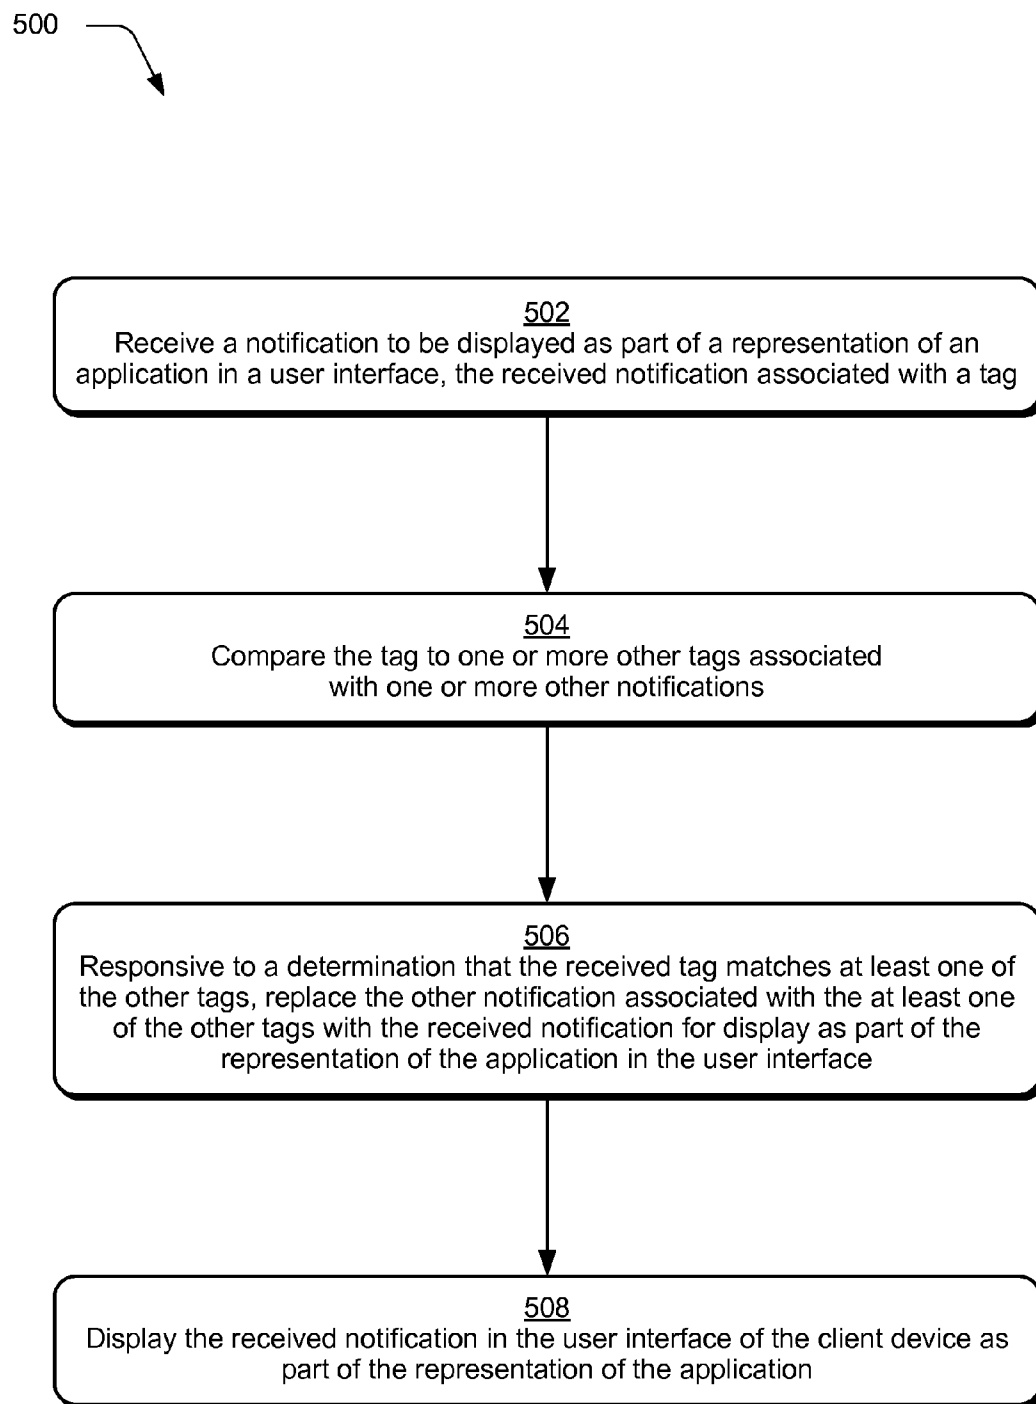 500
502
Receive a notification to be displayed as part of a representation of an
application in a user interface, the received notification associated with a tag
504
Compare the tag to one or more other tags associated
with one or more other notifications
506
Responsive to a determination that the received tag matches at least one of
the other tags, replace the other notification associated with the at least one
of the other tags with the received notification for display as part of the
representation of the application in the user interface
508
Display the received notification in the user interface of the client device as
part of the representation of the application